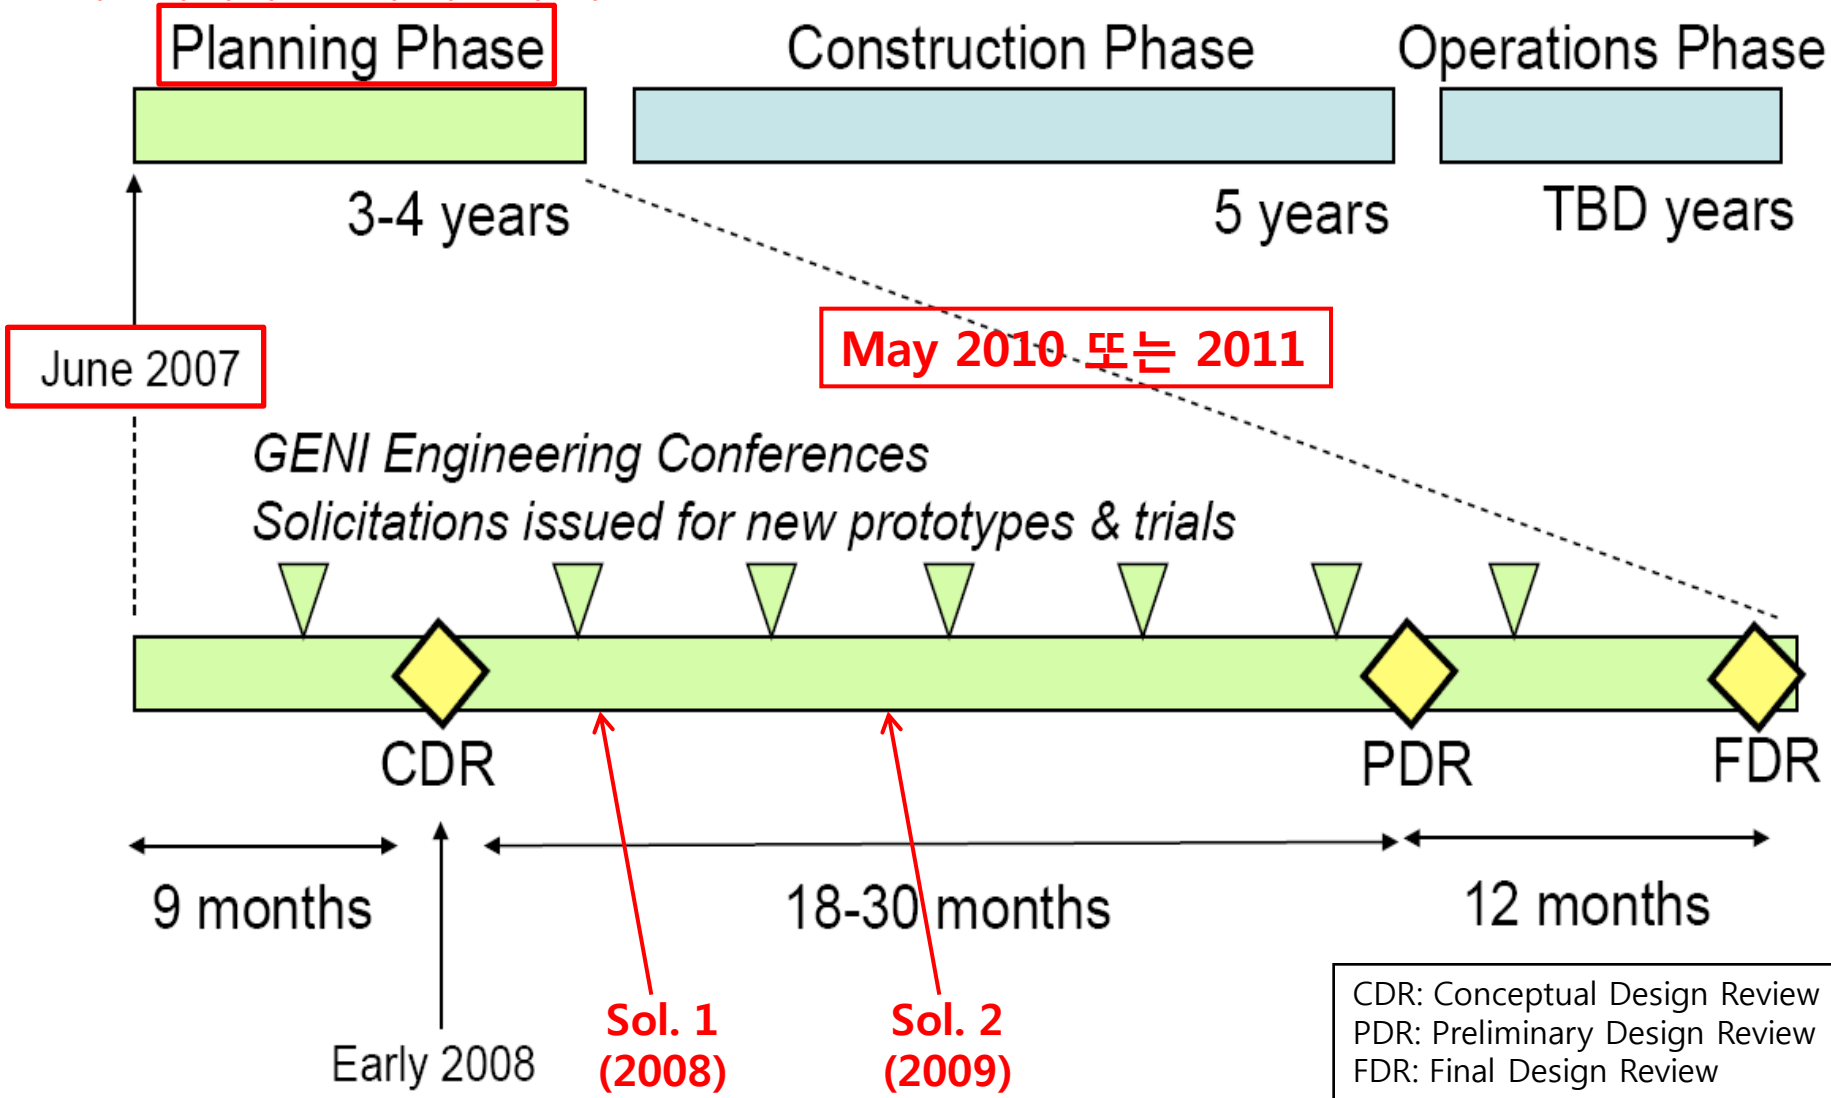 Planning Phase
Construction Phase
Operations Phase
3-4 years
5 years
TBD years
June 2007
May 2010 또는 2011
GENI Engineering Conferences
Solicitations issued for new prototypes & trials
CDR
PDR
FDR
9 months
18-30 months
12 months
Early 2008
Sol. 1
(2008)
Sol. 2
(2009)
CDR: Conceptual Design Review
PDR: Preliminary Design Review
FDR: Final Design Review